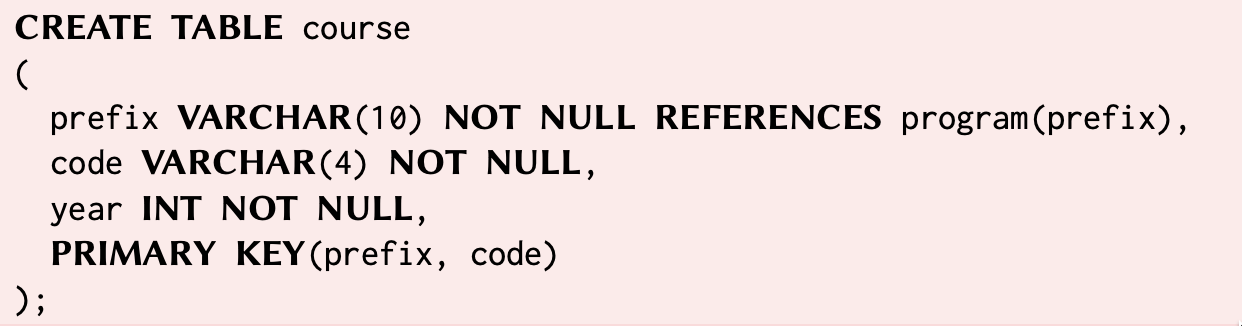 CREATE TABLE course
(
prefix VARCHAR(10) NOT NULL REFERENCES program(prefix),
code VARCHAR(4) NOT NULL,
year INT NOT NULL,
PRIMARY KEY(prefix, code)
);